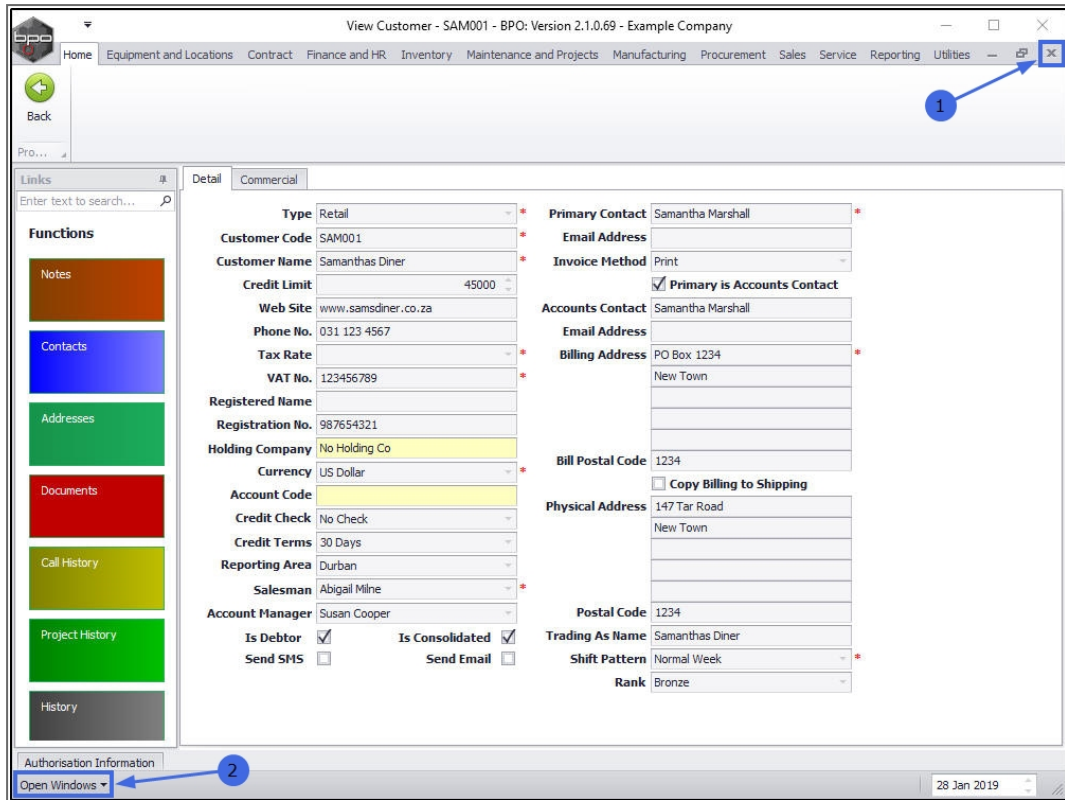 View Customer - SAM001 - BPO: Version 2.1.0.69 - Example Company
bpo
Home Equipment and Locations Contract Finance and HR Inventory Maintenance and Projects Manufacturing Procurement Sales Service Reporting Utilities
1
Back
Pro...
Links
Enter text to search...
Functions
Notes
Contacts
Addresses
Documents
Call History
Project History
History
Detail Commercial
Type Retail *
Customer Code SAM001 *
Customer Name Samanthas Diner *
Credit Limit 45000
Web Site www.samsdiner.co.za
Phone No. 031 123 4567
Tax Rate *
VAT No. 123456789 *
Registered Name
Registration No. 987654321
Holding Company No Holding Co
Currency US Dollar *
Account Code
Credit Check No Check
Credit Terms 30 Days
Reporting Area Durban
Salesman Abigail Milne *
Account Manager Susan Cooper
Is Debtor Is Consolidated
Send SMS Send Email
Primary Contact Samantha Marshall *
Email Address
Invoice Method Print
Primary is Accounts Contact
Accounts Contact Samantha Marshall
Email Address
Billing Address PO Box 1234 *
New Town
Bill Postal Code 1234
Copy Billing to Shipping
Physical Address 147 Tar Road
New Town
Postal Code 1234
Trading As Name Samanthas Diner
Shift Pattern Normal Week *
Rank Bronze
Authorisation Information
2
Open Windows
28 Jan 2019